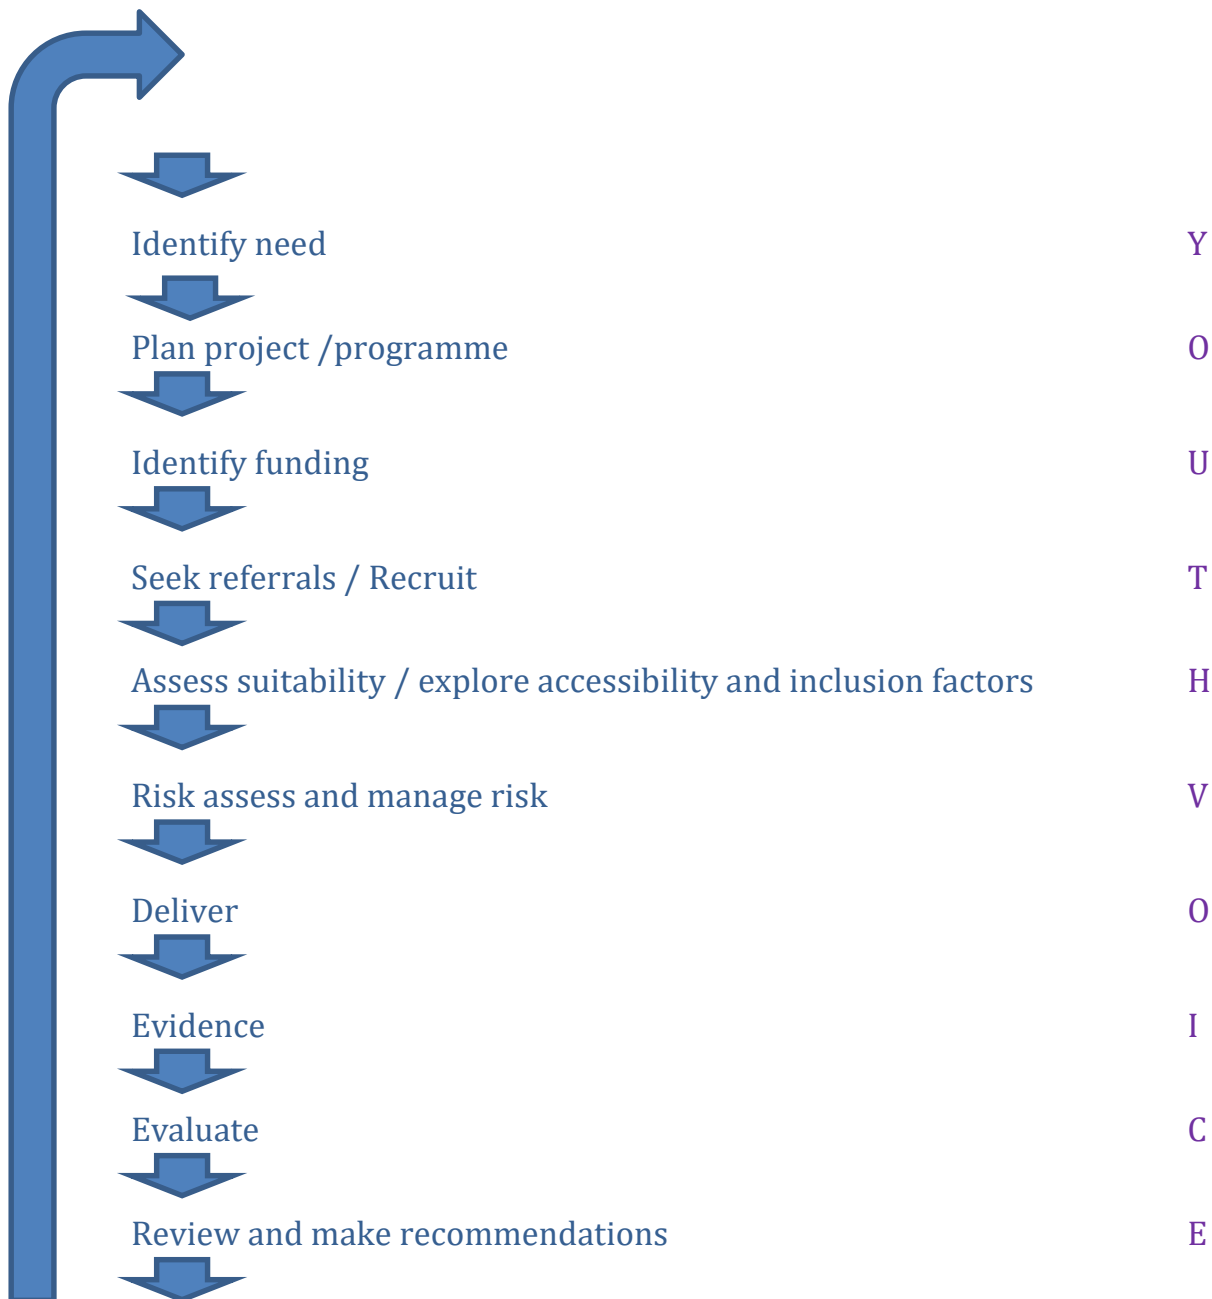 Identify need Y
Plan project /programme O
Identify funding U
Seek referrals / Recruit T
Assess suitability / explore accessibility and inclusion factors H
Risk assess and manage risk V
Deliver O
Evidence I
Evaluate C
Review and make recommendations E